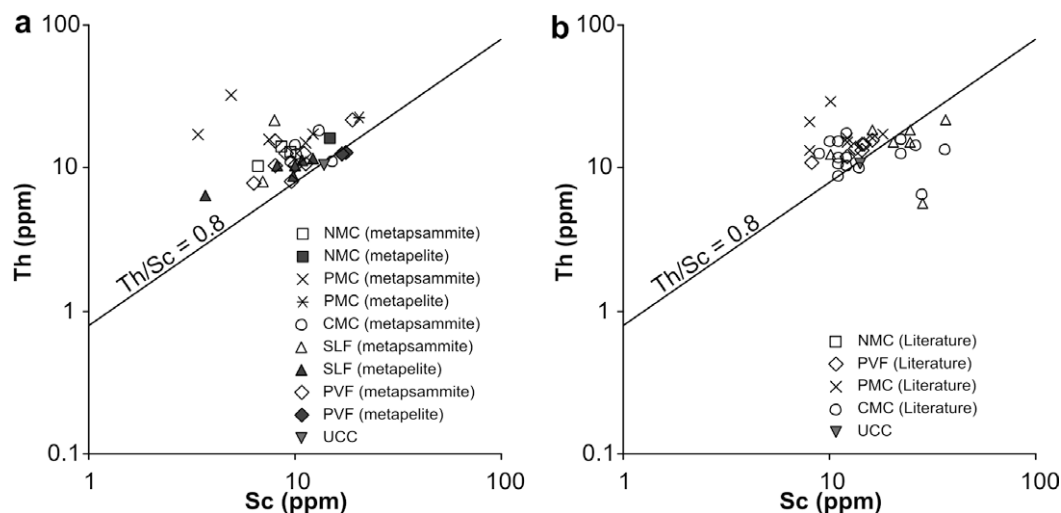 a
100
10
1
0.1
Th (ppm)
Th/Sc = 0.8
NMC (metapsammite)
NMC (metapelite)
PMC (metapsammite)
PMC (metapelite)
CMC (metapsammite)
SLF (metapsammite)
SLF (metapelite)
PVF (metapsammite)
PVF (metapelite)
UCC
1
10
100
Sc (ppm)
b
100
10
1
0.1
Th (ppm)
Th/Sc = 0.8
NMC (Literature)
PVF (Literature)
PMC (Literature)
CMC (Literature)
UCC
1
10
100
Sc (ppm)